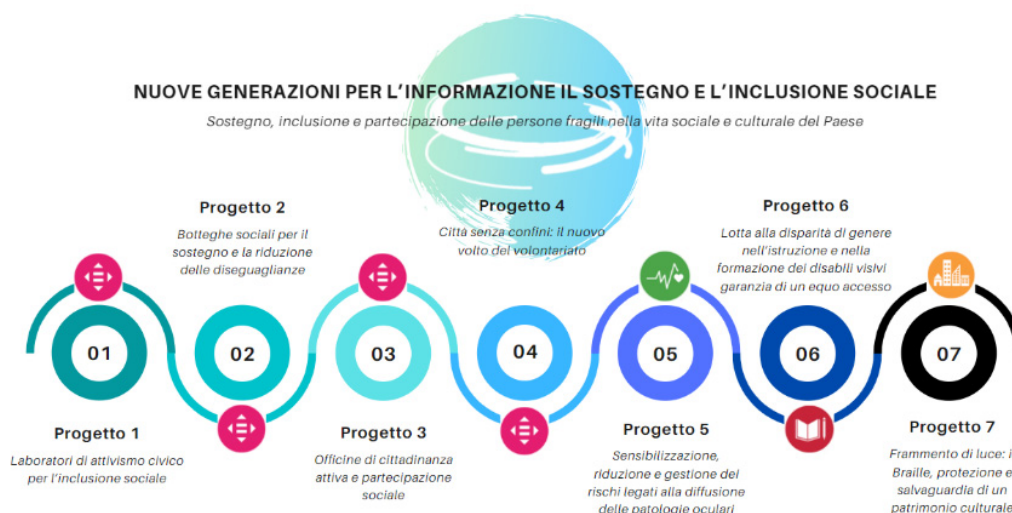 NUOVE GENERAZIONI PER L'INFORMAZIONE IL SOSTEGNO E L'INCLUSIONE SOCIALE
Sostegno, inclusione e partecipazione delle persone fragili nella vita sociale e culturale del Paese
Progetto 2
Botteghe sociali per il
sostegno e la riduzione
delle diseguaglianze
Progetto 4
Città senza confini: il nuovo
volto del volontariato
Progetto 6
Lotta alla disparità di genere
nell'istruzione e nella
formazione dei disabili visivi
garanzia di un equo accesso
01
02
03
04
05
06
07
Progetto 1
Laboratori di attivismo civico
per l'inclusione sociale
Progetto 3
Officine di cittadinanza
attiva e partecipazione
sociale
Progetto 5
Sensibilizzazione,
riduzione e gestione dei
rischi legati alla diffusione
delle patologie oculari
Progetto 7
Frammento di luce: i
Braille, protezione e
salvaguardia di un
patrimonio culturale